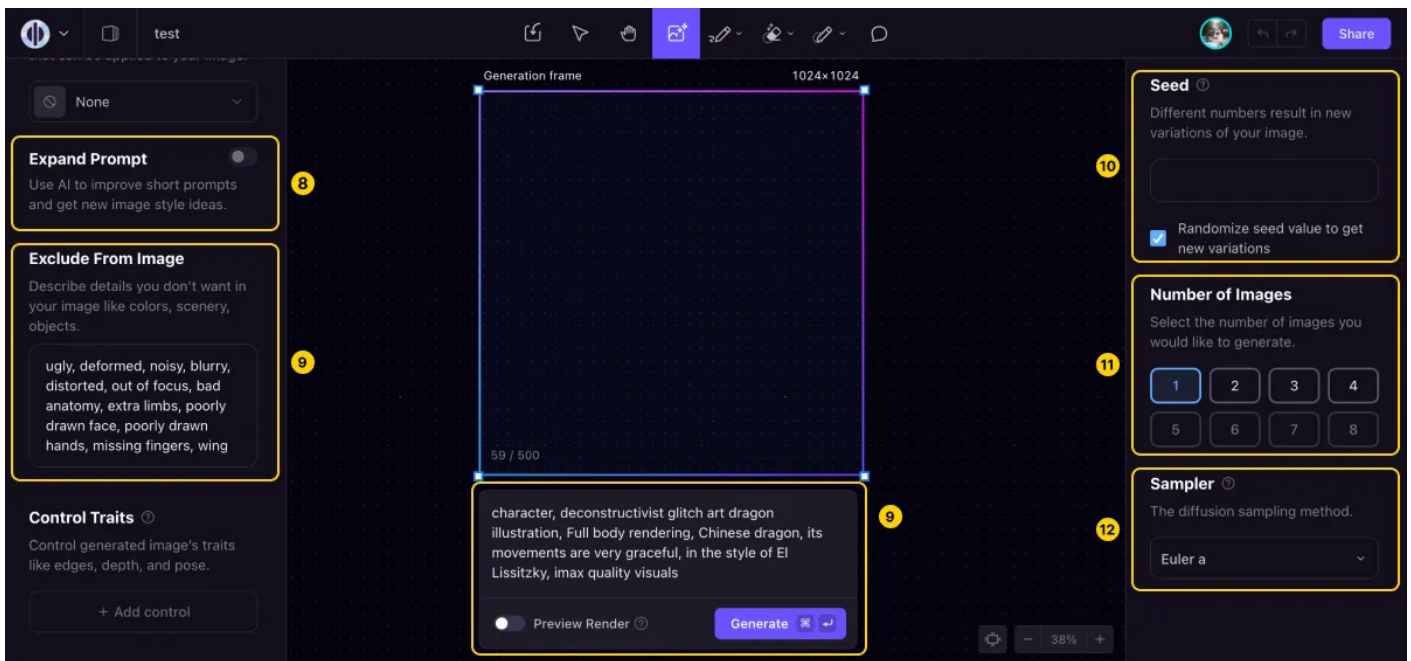 test
Share
that can be applied to your image.
None
Expand Prompt
Use AI to improve short prompts
and get new image style ideas.
8
Exclude From Image
Describe details you don't want in
your image like colors, scenery,
objects.
ugly, deformed, noisy, blurry,
distorted, out of focus, bad
anatomy, extra limbs, poorly
drawn face, poorly drawn
hands, missing fingers, wing
9
Control Traits ?
Control generated image's traits
like edges, depth, and pose.
+ Add control
Generation frame 1024×1024
59 / 500
character, deconstructivist glitch art dragon
illustration, Full body rendering, Chinese dragon, its
movements are very graceful, in the style of El
Lissitzky, imax quality visuals
Preview Render ? Generate ⌘ ↵
9
38%
Seed ?
Different numbers result in new
variations of your image.
Randomize seed value to get
new variations
10
Number of Images
Select the number of images you
would like to generate.
1 2 3 4
5 6 7 8
11
Sampler ?
The diffusion sampling method.
Euler a
12